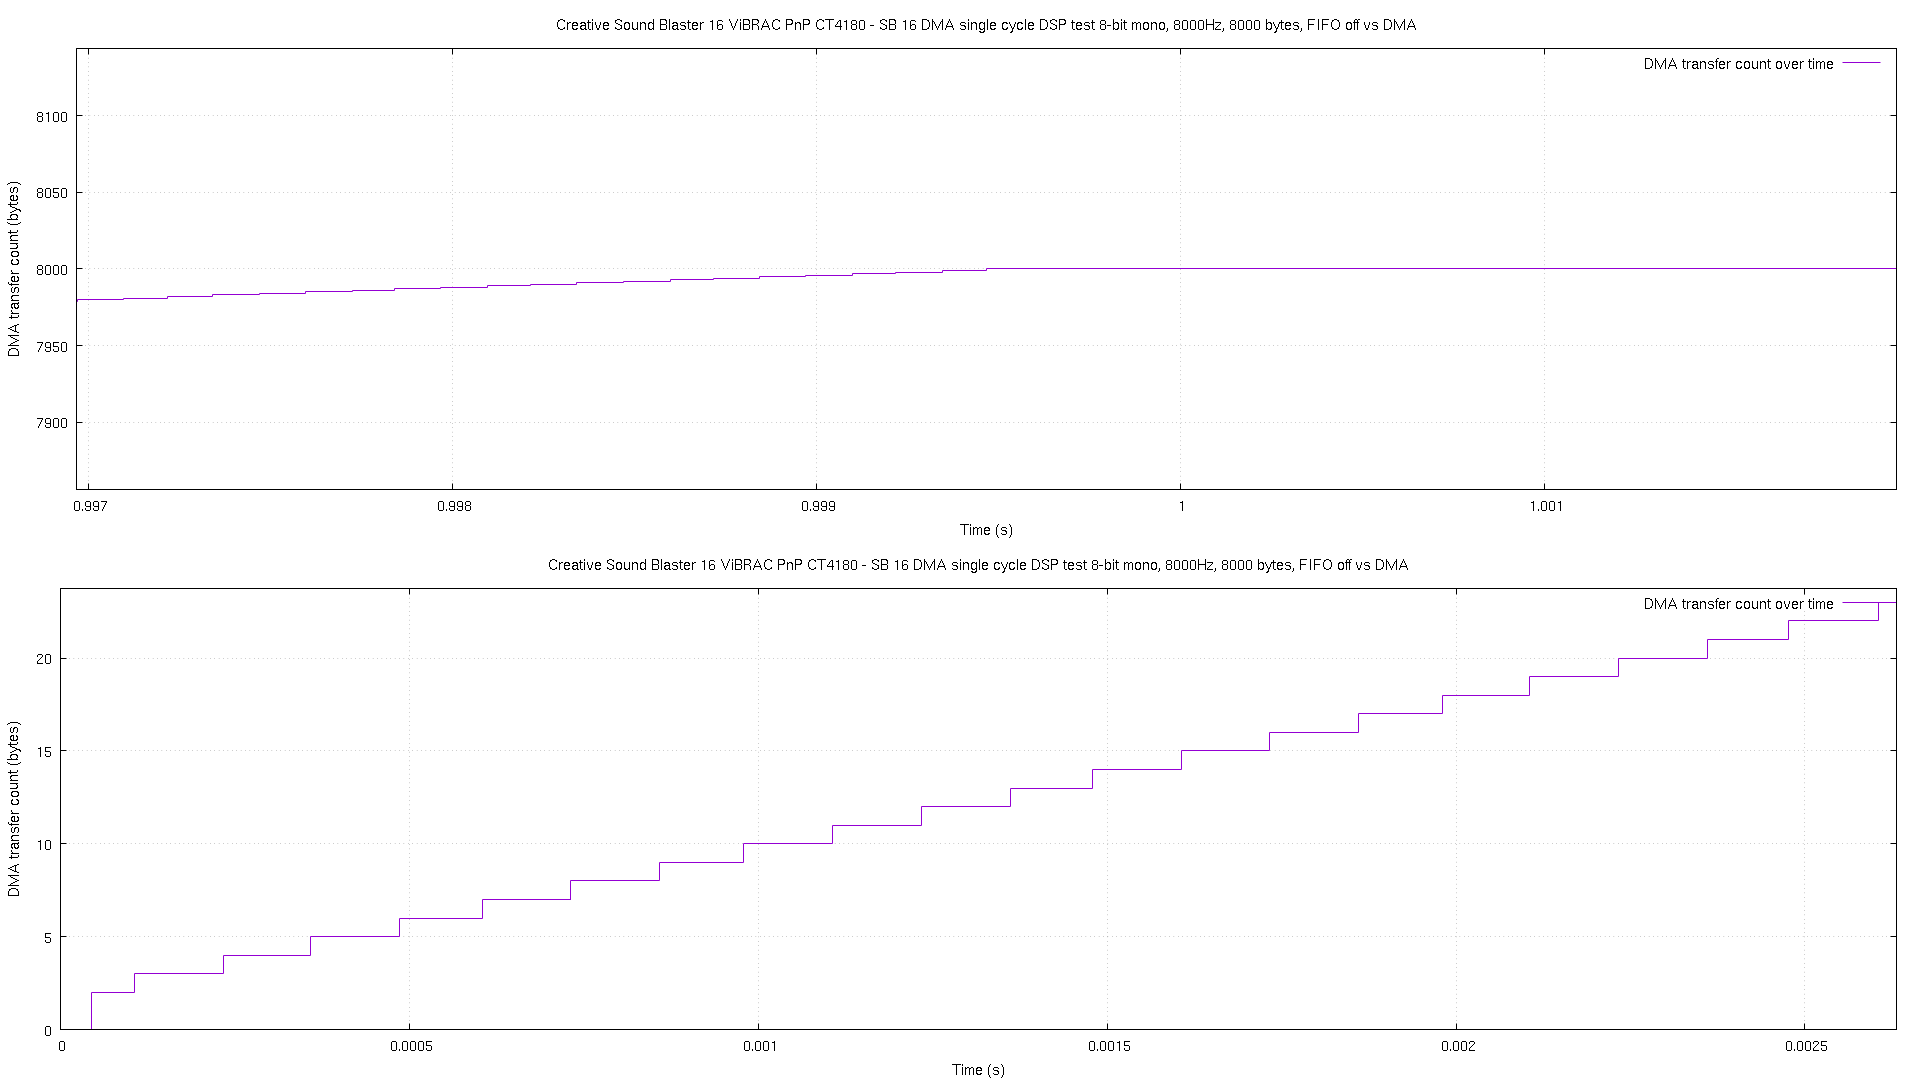 Creative Sound Blaster 16 ViBRAC PnP CT4180 - SB 16 DMA single cycle DSP test 8-bit mono, 8000Hz, 8000 bytes, FIFO off vs DMA
DMA transfer count over time
DMA transfer count (bytes)
8100
8050
8000
7950
7900
0.997 0.998 0.999 1 1.001
Time (s)
Creative Sound Blaster 16 ViBRAC PnP CT4180 - SB 16 DMA single cycle DSP test 8-bit mono, 8000Hz, 8000 bytes, FIFO off vs DMA
DMA transfer count over time
DMA transfer count (bytes)
20
15
10
5
0
0 0.0005 0.001 0.0015 0.002 0.0025
Time (s)